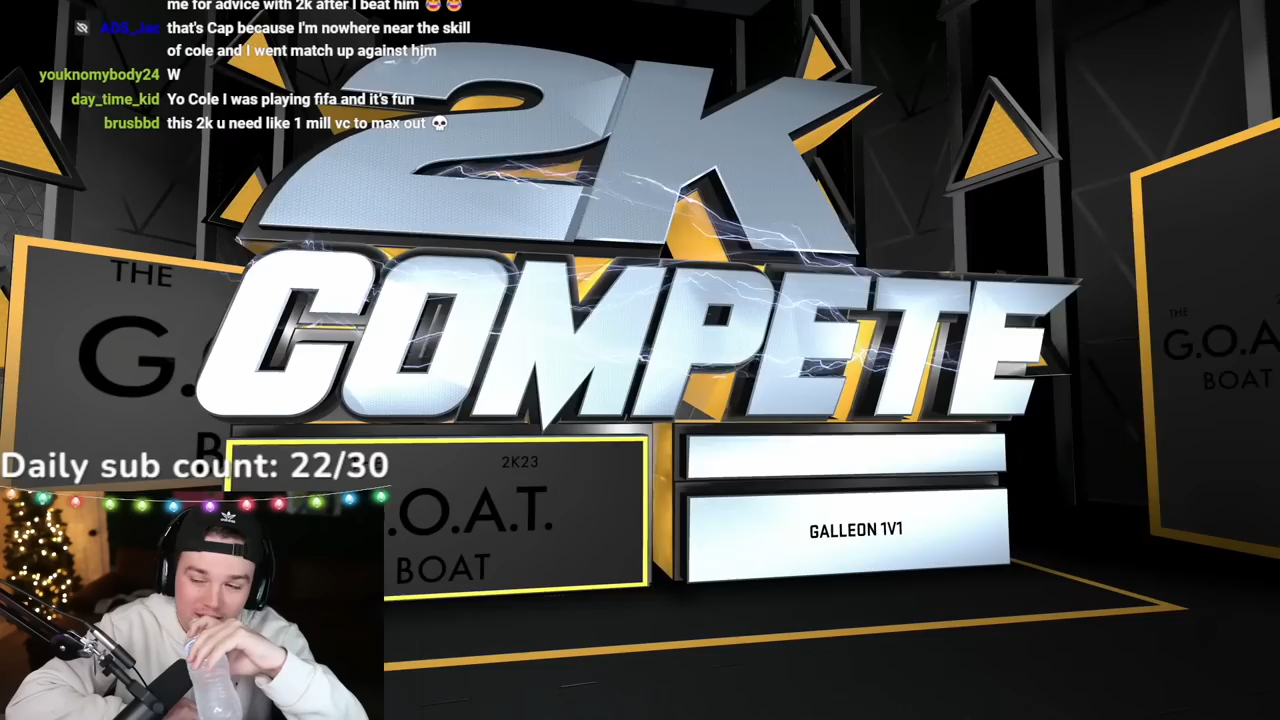 me for advice with 2k after I beat him 🤩 🤩
ADS_Jac that's Cap because I'm nowhere near the skill
of cole and I went match up against him
youknomybody24 W
day_time_kid Yo Cole I was playing fifa and it's fun
brusbbd this 2k u need like 1 mill vc to max out 💀
2K
COMPETE
THE
G.
B
THE
G.O.A
BOAT
Daily sub count: 22/30
2K23
.O.A.T.
BOAT
GALLEON 1V1
adidas